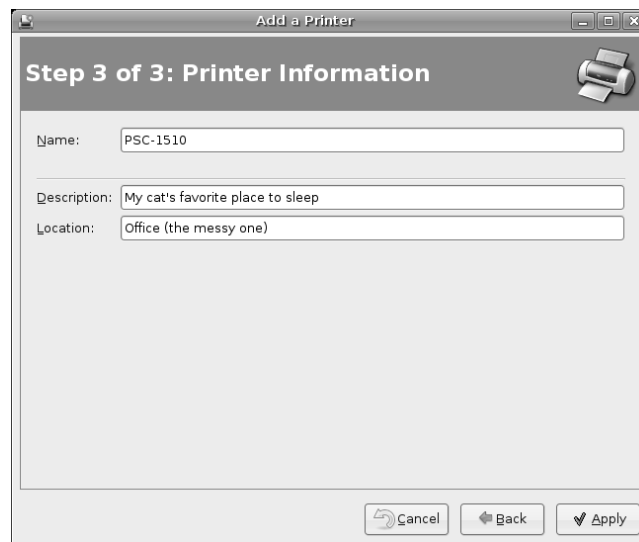 Add a Printer
Step 3 of 3: Printer Information
Name: PSC-1510
Description: My cat's favorite place to sleep
Location: Office (the messy one)
Cancel Back Apply